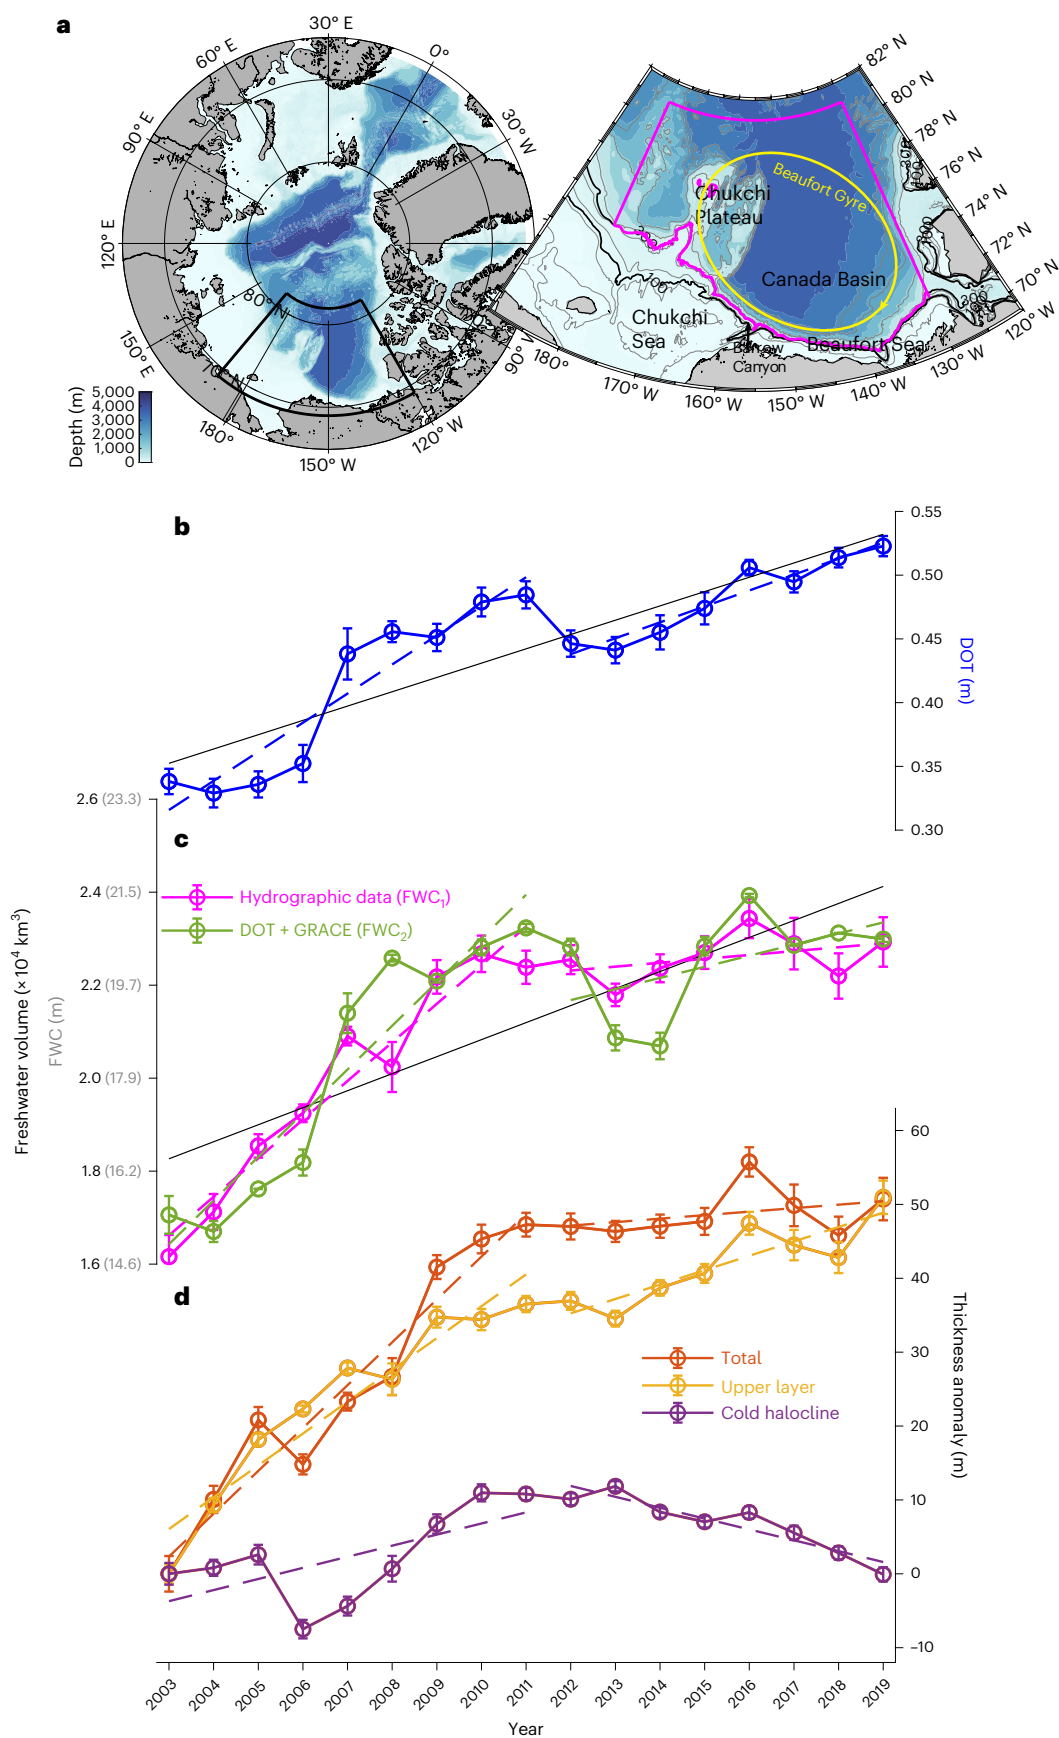 a
30° E
60° E
0°
90° E
30° W
120° E
80°
150° E
180°
150° W
120° W
90° W
Depth (m)
5,000
4,000
3,000
2,000
1,000
0
82° N
80° N
78° N
76° N
74° N
72° N
70° N
120° W
130° W
140° W
150° W
160° W
170° W
180°
Beaufort Gyre
Chukchi
Plateau
Canada Basin
Chukchi
Sea
Beaufort Sea
Barrow
Canyon
100
300
b
0.55
0.50
0.45
0.40
0.35
0.30
DOT (m)
c
2.6 (23.3)
2.4 (21.5)
2.2 (19.7)
2.0 (17.9)
1.8 (16.2)
1.6 (14.6)
Freshwater volume (× 10⁴ km³)
FWC (m)
Hydrographic data (FWC₁)
DOT + GRACE (FWC₂)
d
60
50
40
30
20
10
0
–10
Thickness anomaly (m)
Total
Upper layer
Cold halocline
2003
2004
2005
2006
2007
2008
2009
2010
2011
2012
2013
2014
2015
2016
2017
2018
2019
Year